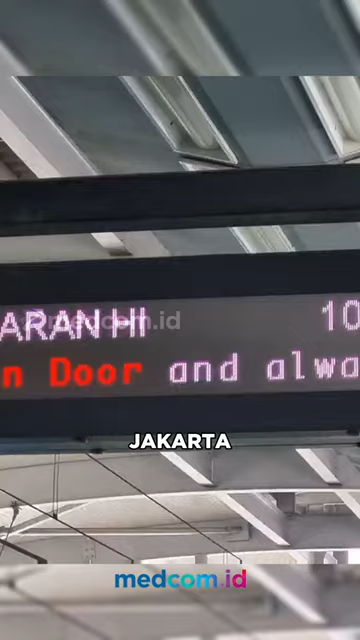 medcom.id
ARAN HI 10
n Door and alwa
JAKARTA
medcom.id